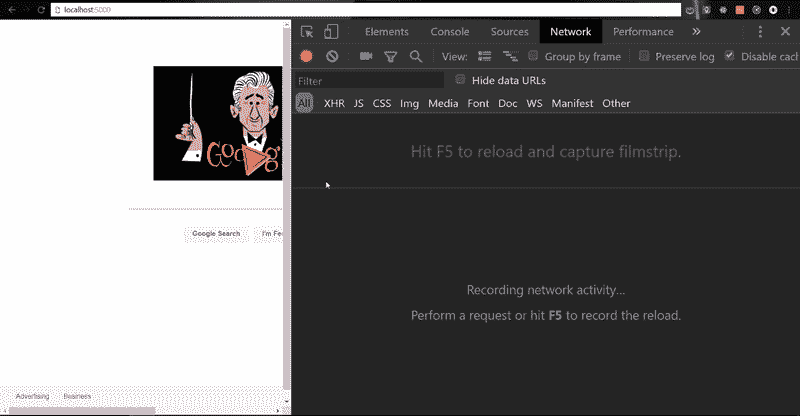 localhost:5000
Elements Console Sources Network Performance »
View: Group by frame Preserve log Disable cacl
Filter Hide data URLs
All XHR JS CSS Img Media Font Doc WS Manifest Other
Hit F5 to reload and capture filmstrip.
Google
Google Search I'm Fe
Recording network activity...
Perform a request or hit F5 to record the reload.
Advertising Business